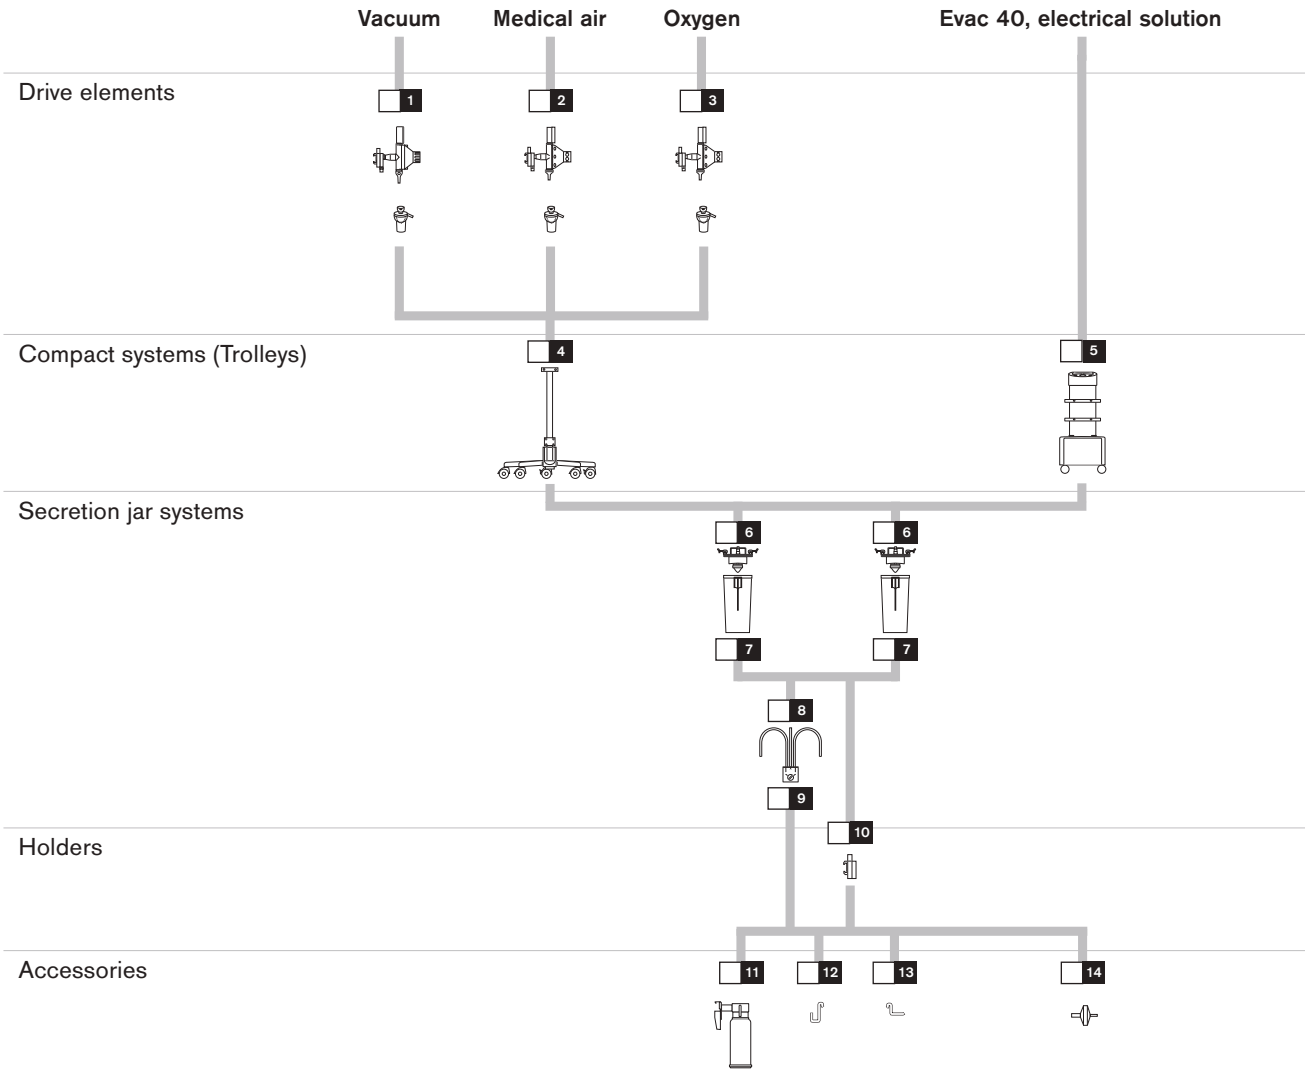 Vacuum Medical air Oxygen Evac 40, electrical solution
Drive elements
1 2 3
Compact systems (Trolleys)
4 5
Secretion jar systems
6 6
7 7
8
9
10
Holders
Accessories
11 12 13 14